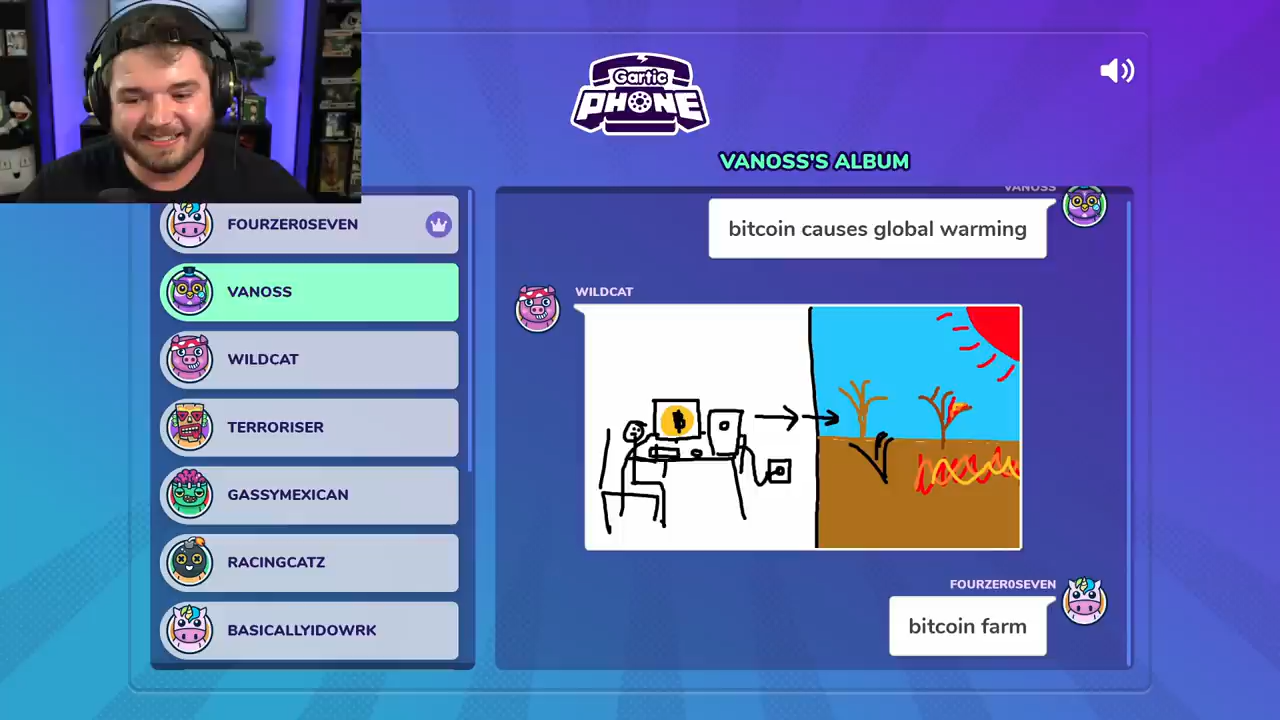 Gartic
PHONE
VANOSS'S ALBUM
FOURZER0SEVEN
VANOSS
WILDCAT
TERRORISER
GASSYMEXICAN
RACINGCATZ
BASICALLYIDOWRK
VANOSS
bitcoin causes global warming
WILDCAT
FOURZER0SEVEN
bitcoin farm